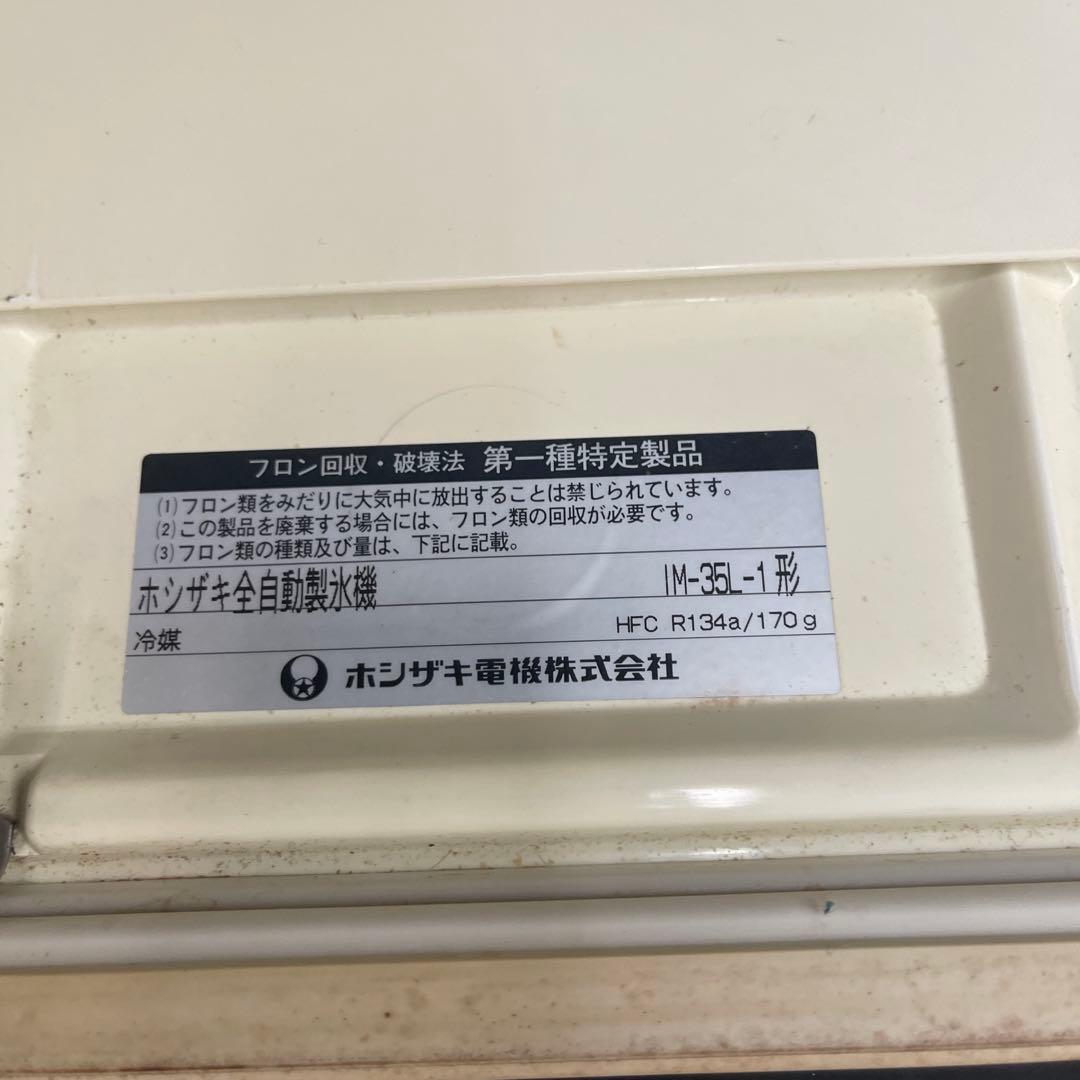 フロン回収・破壊法 第一種特定製品
(1)フロン類をみだりに大気中に放出することは禁じられています。
(2)この製品を廃棄する場合には、フロン類の回収が必要です。
(3)フロン類の種類及び量は、下記に記載。
ホシザキ全自動製氷機 IM-35L-1形
冷媒 HFC R134a/170g
ホシザキ電機株式会社